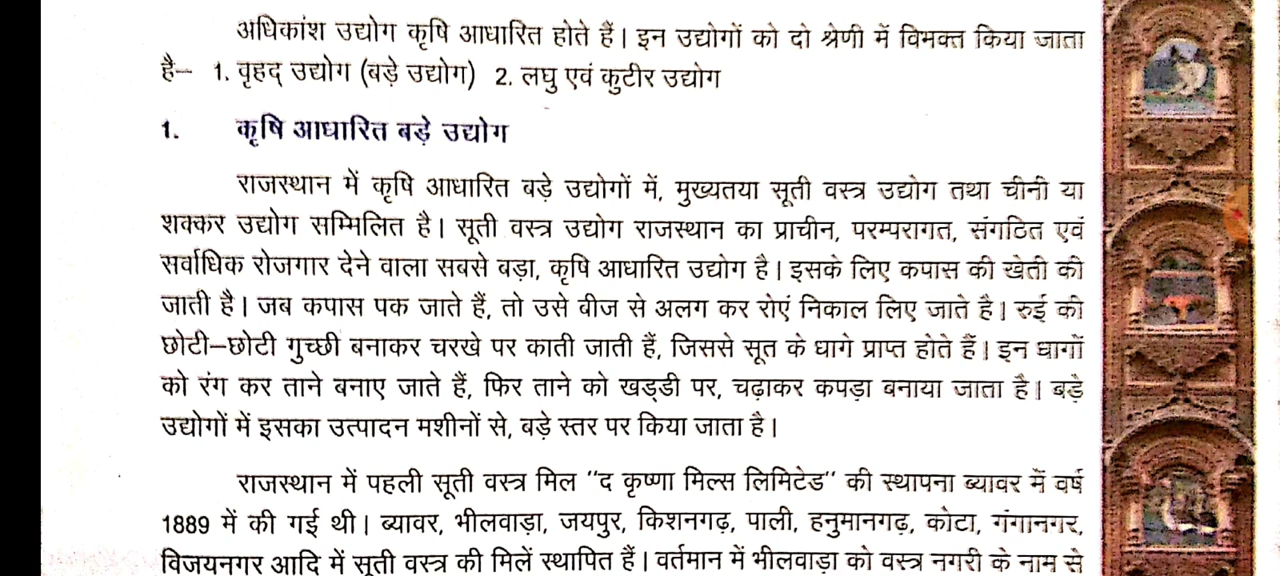 अधिकांश उद्योग कृषि आधारित होते हैं। इन उद्योगों को दो श्रेणी में विभक्त किया जाता
है– 1. वृहद् उद्योग (बड़े उद्योग) 2. लघु एवं कुटीर उद्योग
1. कृषि आधारित बड़े उद्योग
राजस्थान में कृषि आधारित बड़े उद्योगों में, मुख्यतया सूती वस्त्र उद्योग तथा चीनी या
शक्कर उद्योग सम्मिलित है। सूती वस्त्र उद्योग राजस्थान का प्राचीन, परम्परागत, संगठित एवं
सर्वाधिक रोजगार देने वाला सबसे बड़ा, कृषि आधारित उद्योग है। इसके लिए कपास की खेती की
जाती है। जब कपास पक जाते हैं, तो उसे बीज से अलग कर रोएं निकाल लिए जाते है। रुई की
छोटी–छोटी गुच्छी बनाकर चरखे पर काती जाती हैं, जिससे सूत के धागे प्राप्त होते हैं। इन धागों
को रंग कर ताने बनाए जाते हैं, फिर ताने को खड्डी पर, चढ़ाकर कपड़ा बनाया जाता है। बड़े
उद्योगों में इसका उत्पादन मशीनों से, बड़े स्तर पर किया जाता है।
राजस्थान में पहली सूती वस्त्र मिल "द कृष्णा मिल्स लिमिटेड" की स्थापना ब्यावर में वर्ष
1889 में की गई थी। ब्यावर, भीलवाड़ा, जयपुर, किशनगढ़, पाली, हनुमानगढ़, कोटा, गंगानगर,
विजयनगर आदि में सूती वस्त्र की मिलें स्थापित हैं। वर्तमान में भीलवाड़ा को वस्त्र नगरी के नाम से